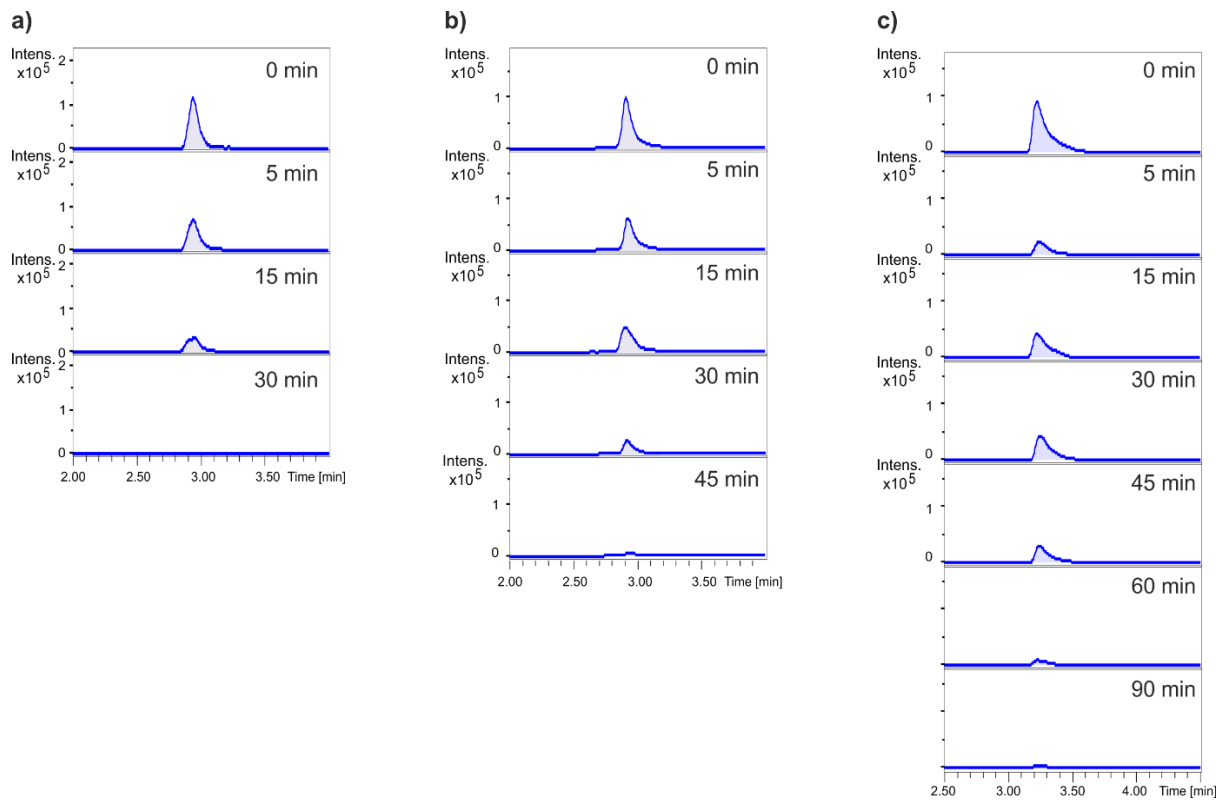 a)
Intens.
x10^5
2
1
0
0 min
Intens.
x10^5
2
1
0
5 min
Intens.
x10^5
2
1
0
15 min
Intens.
x10^5
2
1
0
30 min
2.00 2.50 3.00 3.50 Time [min]
b)
Intens.
x10^5
1
0
0 min
Intens.
x10^5
1
0
5 min
Intens.
x10^5
1
0
15 min
Intens.
x10^5
1
0
30 min
Intens.
x10^5
1
0
45 min
2.00 2.50 3.00 3.50 Time [min]
c)
Intens.
x10^5
1
0
0 min
Intens.
x10^5
1
0
5 min
Intens.
x10^5
1
0
15 min
Intens.
x10^5
1
0
30 min
Intens.
x10^5
1
0
45 min
60 min
90 min
2.50 3.00 3.50 4.00 Time [min]